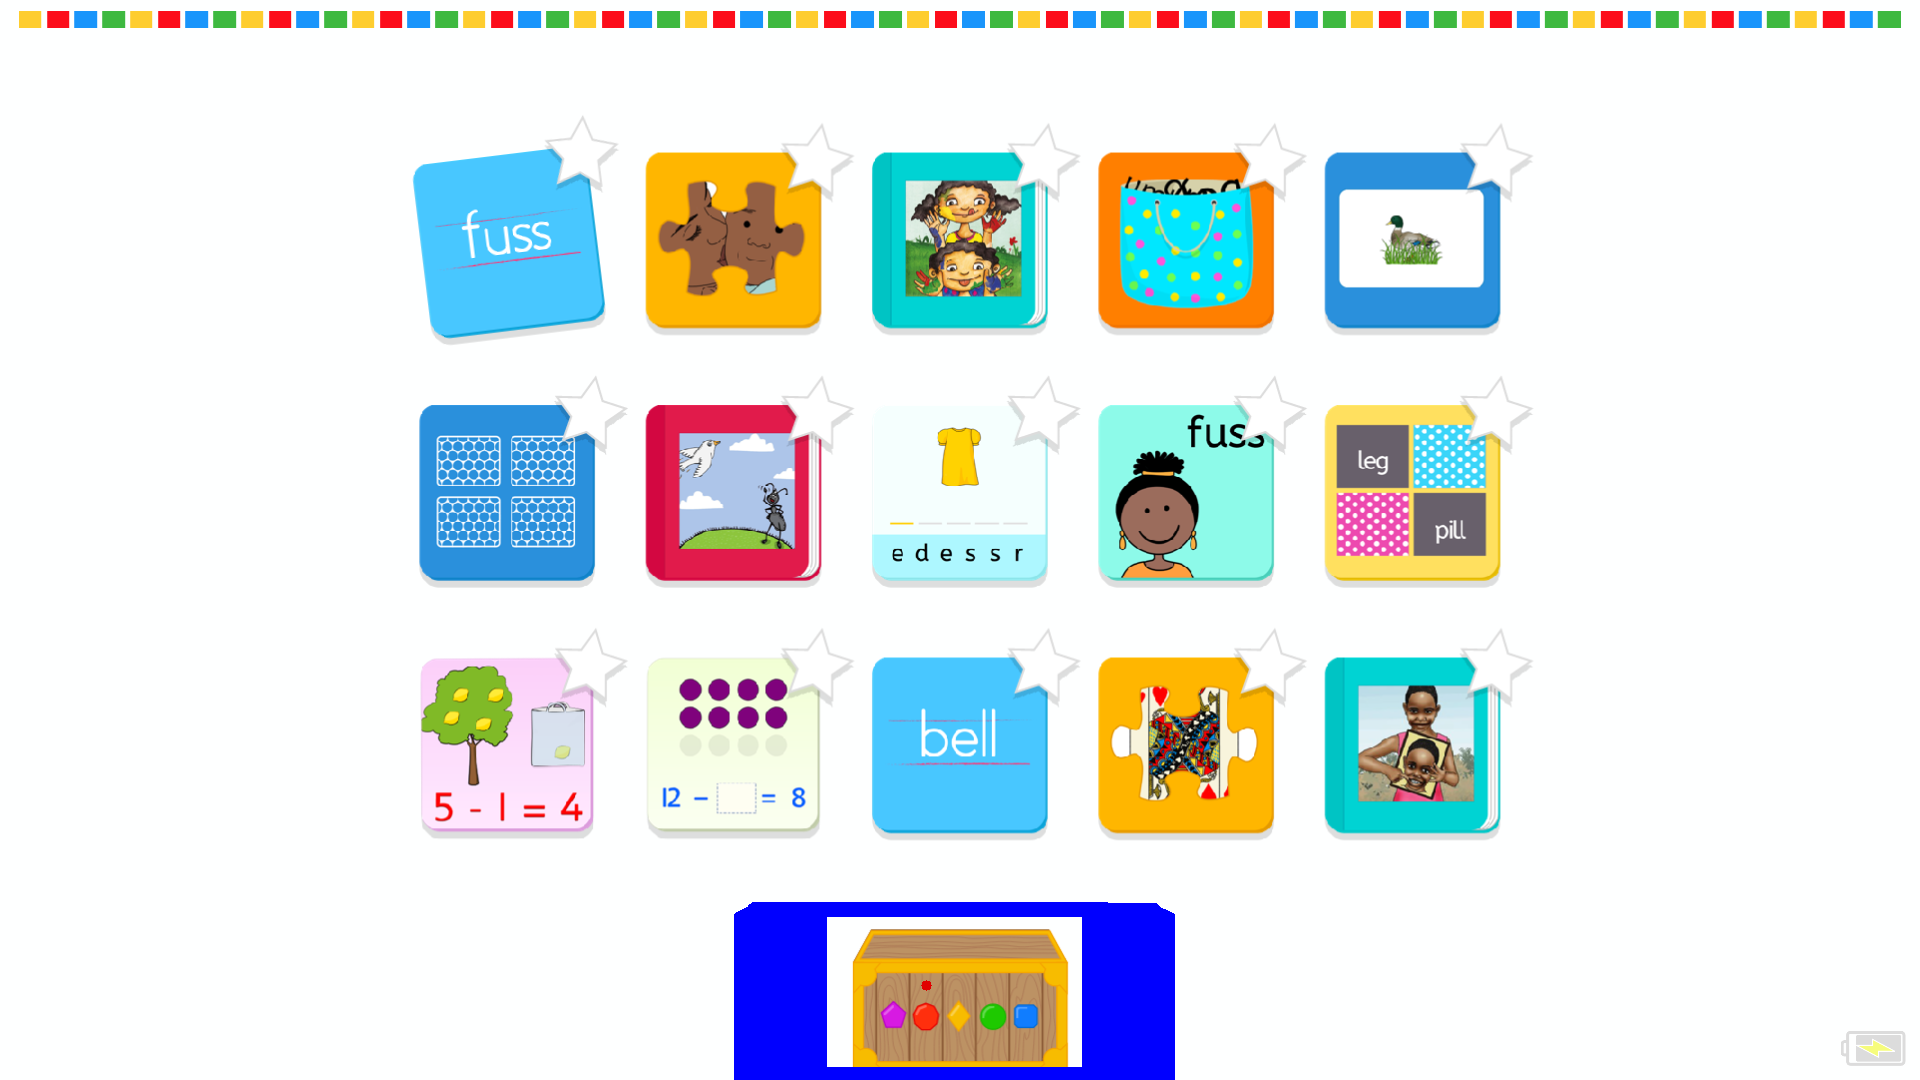 fuss
fuss
leg
pill
e d e s s r
5 - 1 = 4
12 - = 8
bell